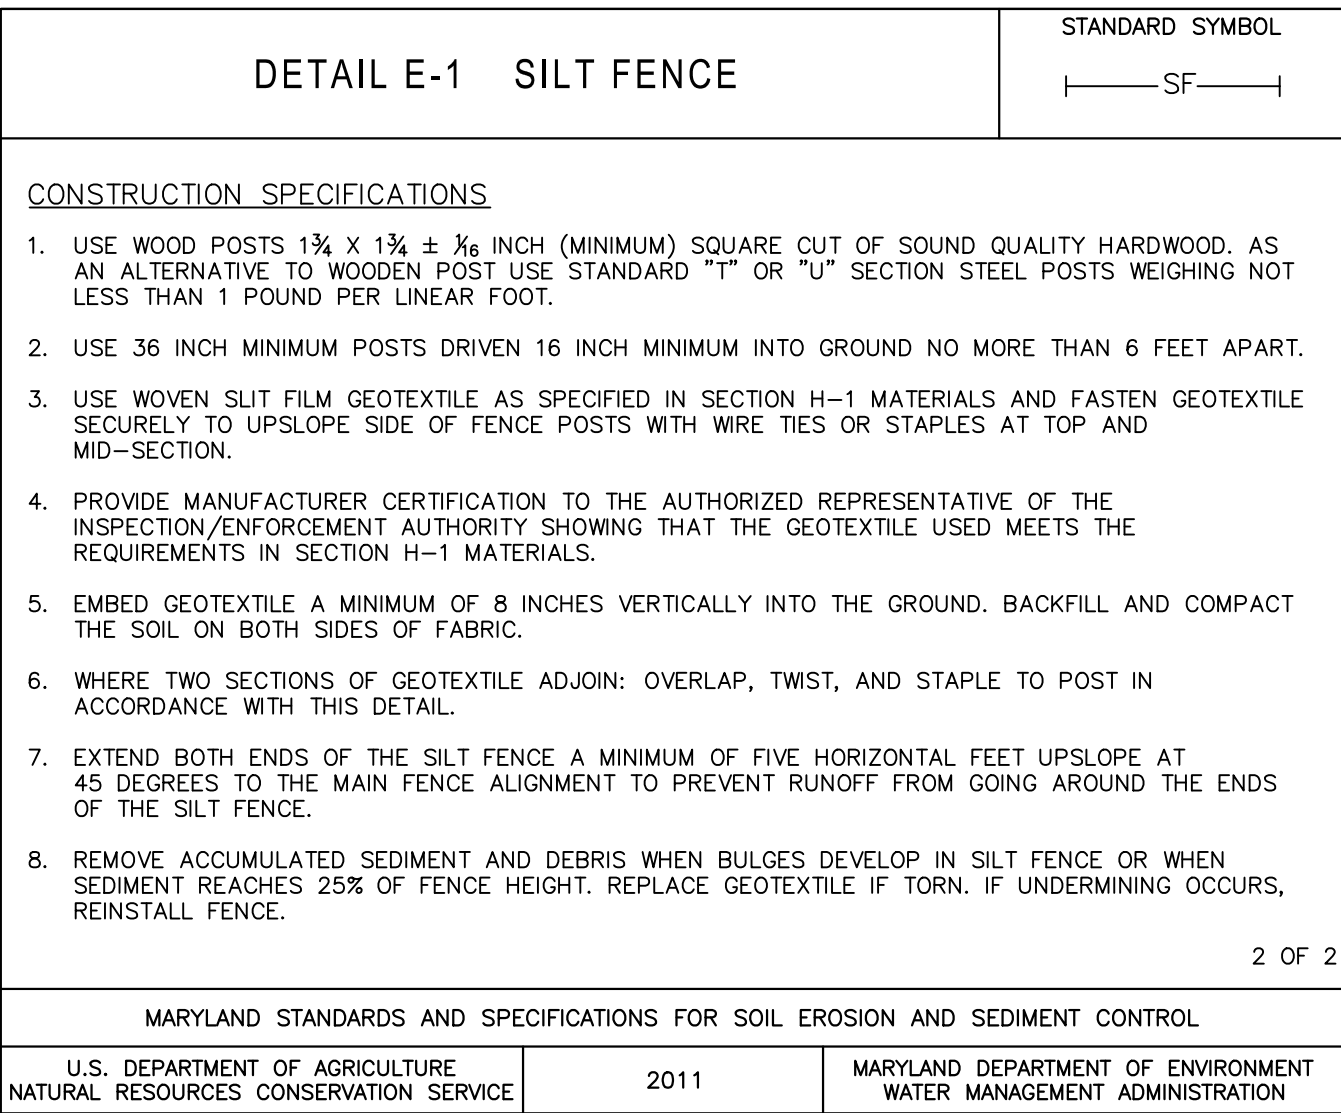 DETAIL E-1 SILT FENCE
STANDARD SYMBOL
SF
CONSTRUCTION SPECIFICATIONS
1. USE WOOD POSTS 1¾ X 1¾ ± 1⁄16 INCH (MINIMUM) SQUARE CUT OF SOUND QUALITY HARDWOOD. AS
AN ALTERNATIVE TO WOODEN POST USE STANDARD "T" OR "U" SECTION STEEL POSTS WEIGHING NOT
LESS THAN 1 POUND PER LINEAR FOOT.
2. USE 36 INCH MINIMUM POSTS DRIVEN 16 INCH MINIMUM INTO GROUND NO MORE THAN 6 FEET APART.
3. USE WOVEN SLIT FILM GEOTEXTILE AS SPECIFIED IN SECTION H-1 MATERIALS AND FASTEN GEOTEXTILE
SECURELY TO UPSLOPE SIDE OF FENCE POSTS WITH WIRE TIES OR STAPLES AT TOP AND
MID-SECTION.
4. PROVIDE MANUFACTURER CERTIFICATION TO THE AUTHORIZED REPRESENTATIVE OF THE
INSPECTION/ENFORCEMENT AUTHORITY SHOWING THAT THE GEOTEXTILE USED MEETS THE
REQUIREMENTS IN SECTION H-1 MATERIALS.
5. EMBED GEOTEXTILE A MINIMUM OF 8 INCHES VERTICALLY INTO THE GROUND. BACKFILL AND COMPACT
THE SOIL ON BOTH SIDES OF FABRIC.
6. WHERE TWO SECTIONS OF GEOTEXTILE ADJOIN: OVERLAP, TWIST, AND STAPLE TO POST IN
ACCORDANCE WITH THIS DETAIL.
7. EXTEND BOTH ENDS OF THE SILT FENCE A MINIMUM OF FIVE HORIZONTAL FEET UPSLOPE AT
45 DEGREES TO THE MAIN FENCE ALIGNMENT TO PREVENT RUNOFF FROM GOING AROUND THE ENDS
OF THE SILT FENCE.
8. REMOVE ACCUMULATED SEDIMENT AND DEBRIS WHEN BULGES DEVELOP IN SILT FENCE OR WHEN
SEDIMENT REACHES 25% OF FENCE HEIGHT. REPLACE GEOTEXTILE IF TORN. IF UNDERMINING OCCURS,
REINSTALL FENCE.
2 OF 2
MARYLAND STANDARDS AND SPECIFICATIONS FOR SOIL EROSION AND SEDIMENT CONTROL
U.S. DEPARTMENT OF AGRICULTURE
NATURAL RESOURCES CONSERVATION SERVICE
2011
MARYLAND DEPARTMENT OF ENVIRONMENT
WATER MANAGEMENT ADMINISTRATION